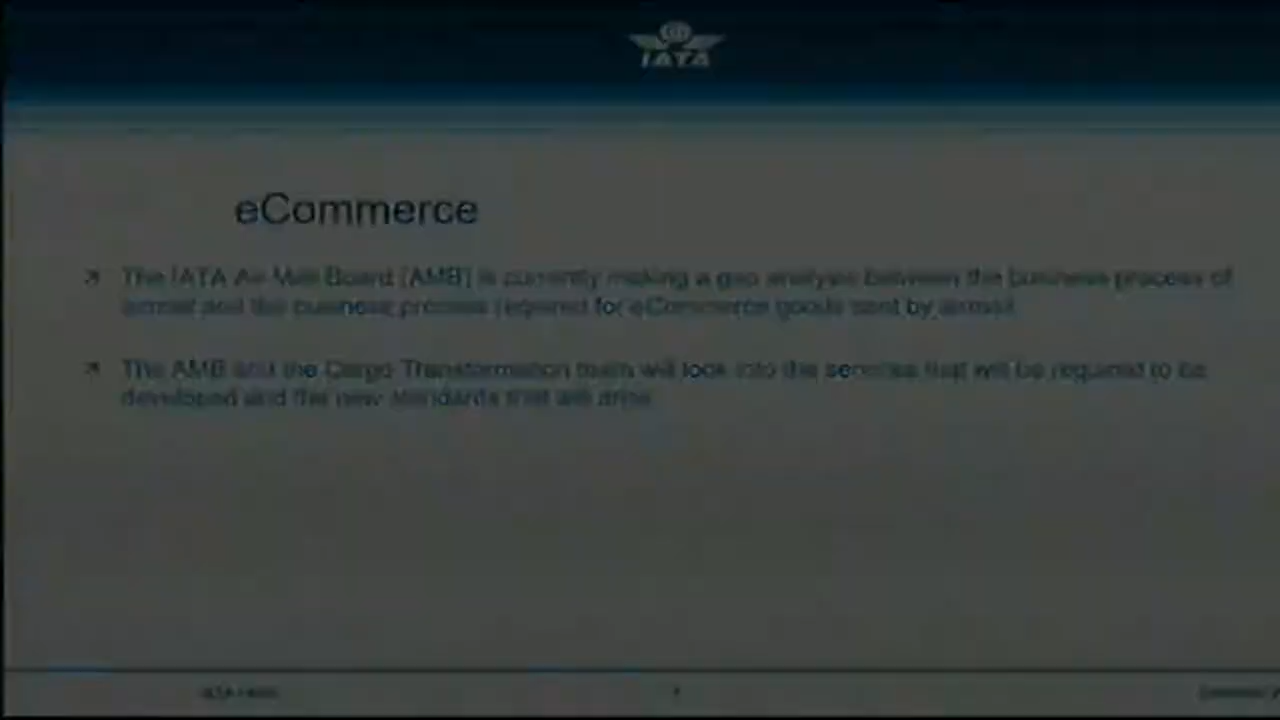 IATA
eCommerce
The IATA Air Mail Board (AMB) is currently making a gap analysis between the business process of
airmail and the business process required for eCommerce goods sent by airmail
The AMB and the Cargo Transformation team will look into the services that will be required to be
developed and the new standards that will